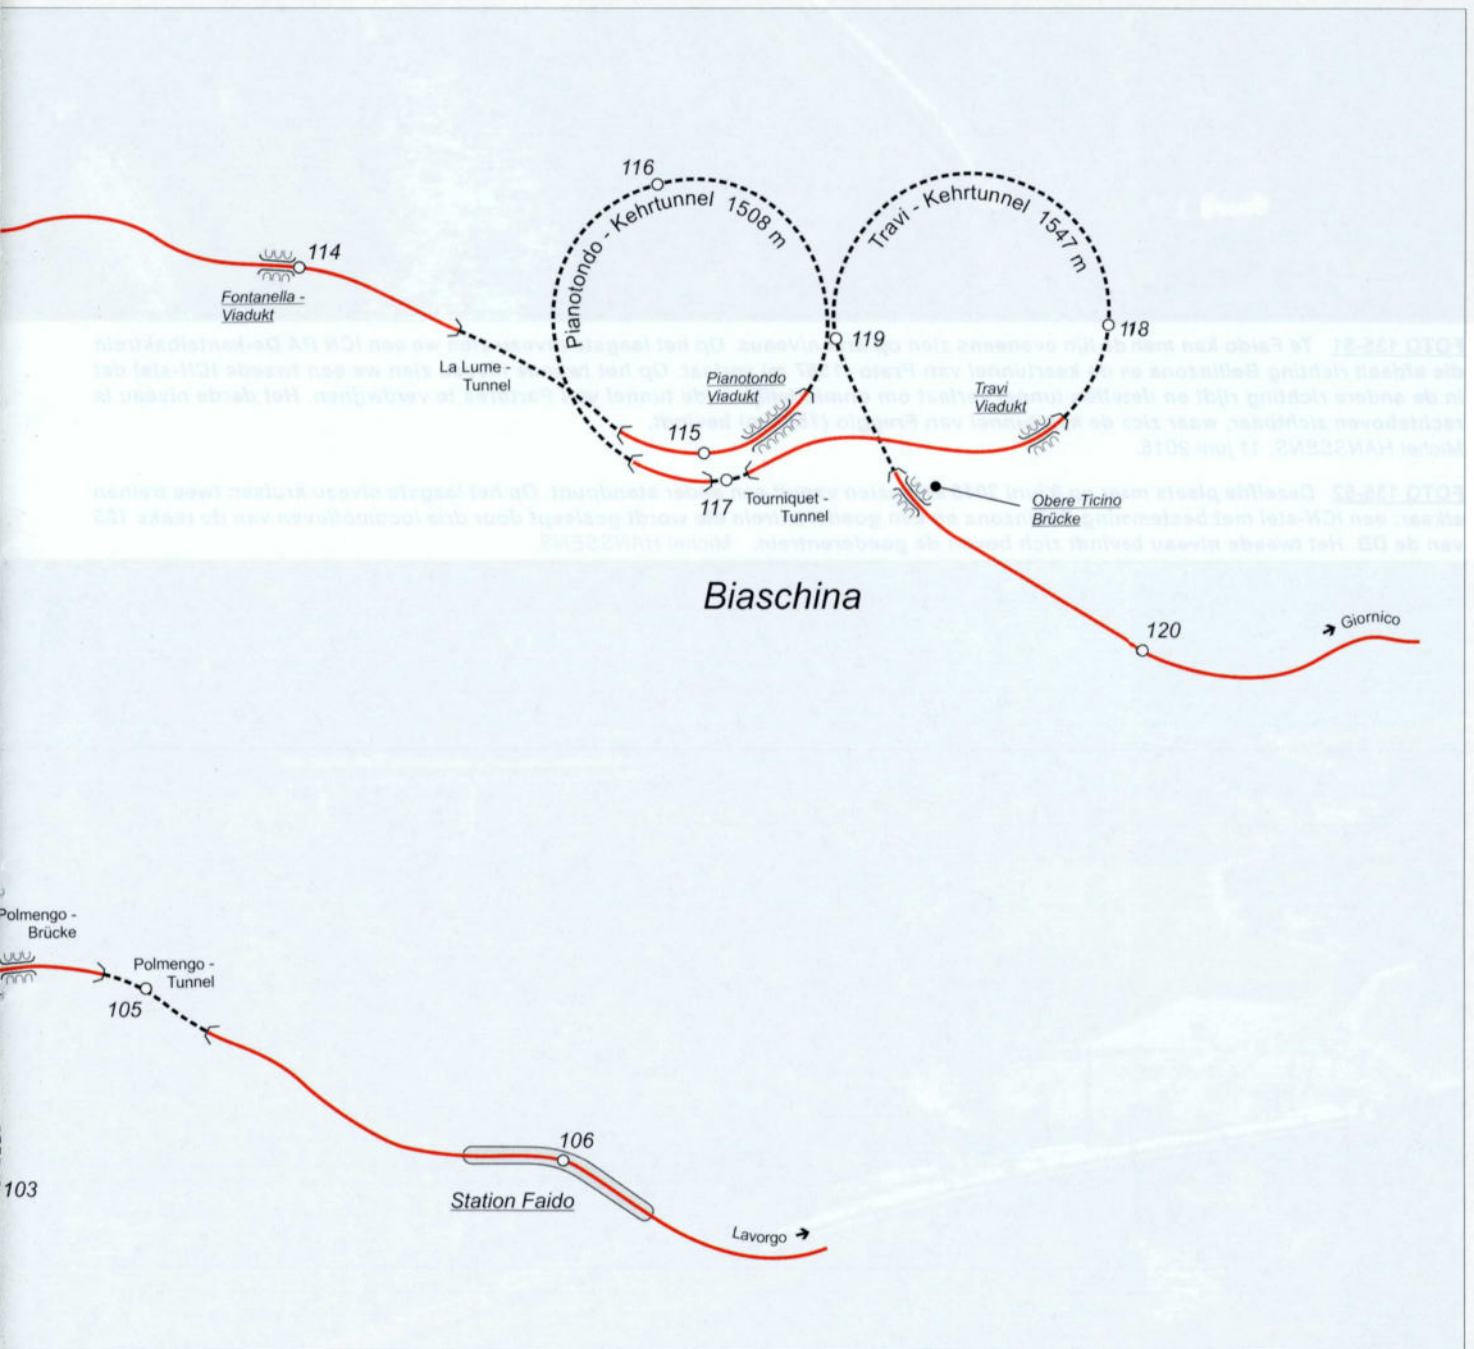 116
Pianotondo - Kehrtunnel 1508 m
Travi - Kehrtunnel 1547 m
114
Fontanella -
Viadukt
118
119
La Lume -
Tunnel
Pianotondo
Viadukt
Travi
Viadukt
115
117
Tourniquet -
Tunnel
Obere Ticino
Brücke
Biaschina
120
Giornico
Polmengo -
Brücke
Polmengo -
Tunnel
105
106
103
Station Faido
Lavorgo